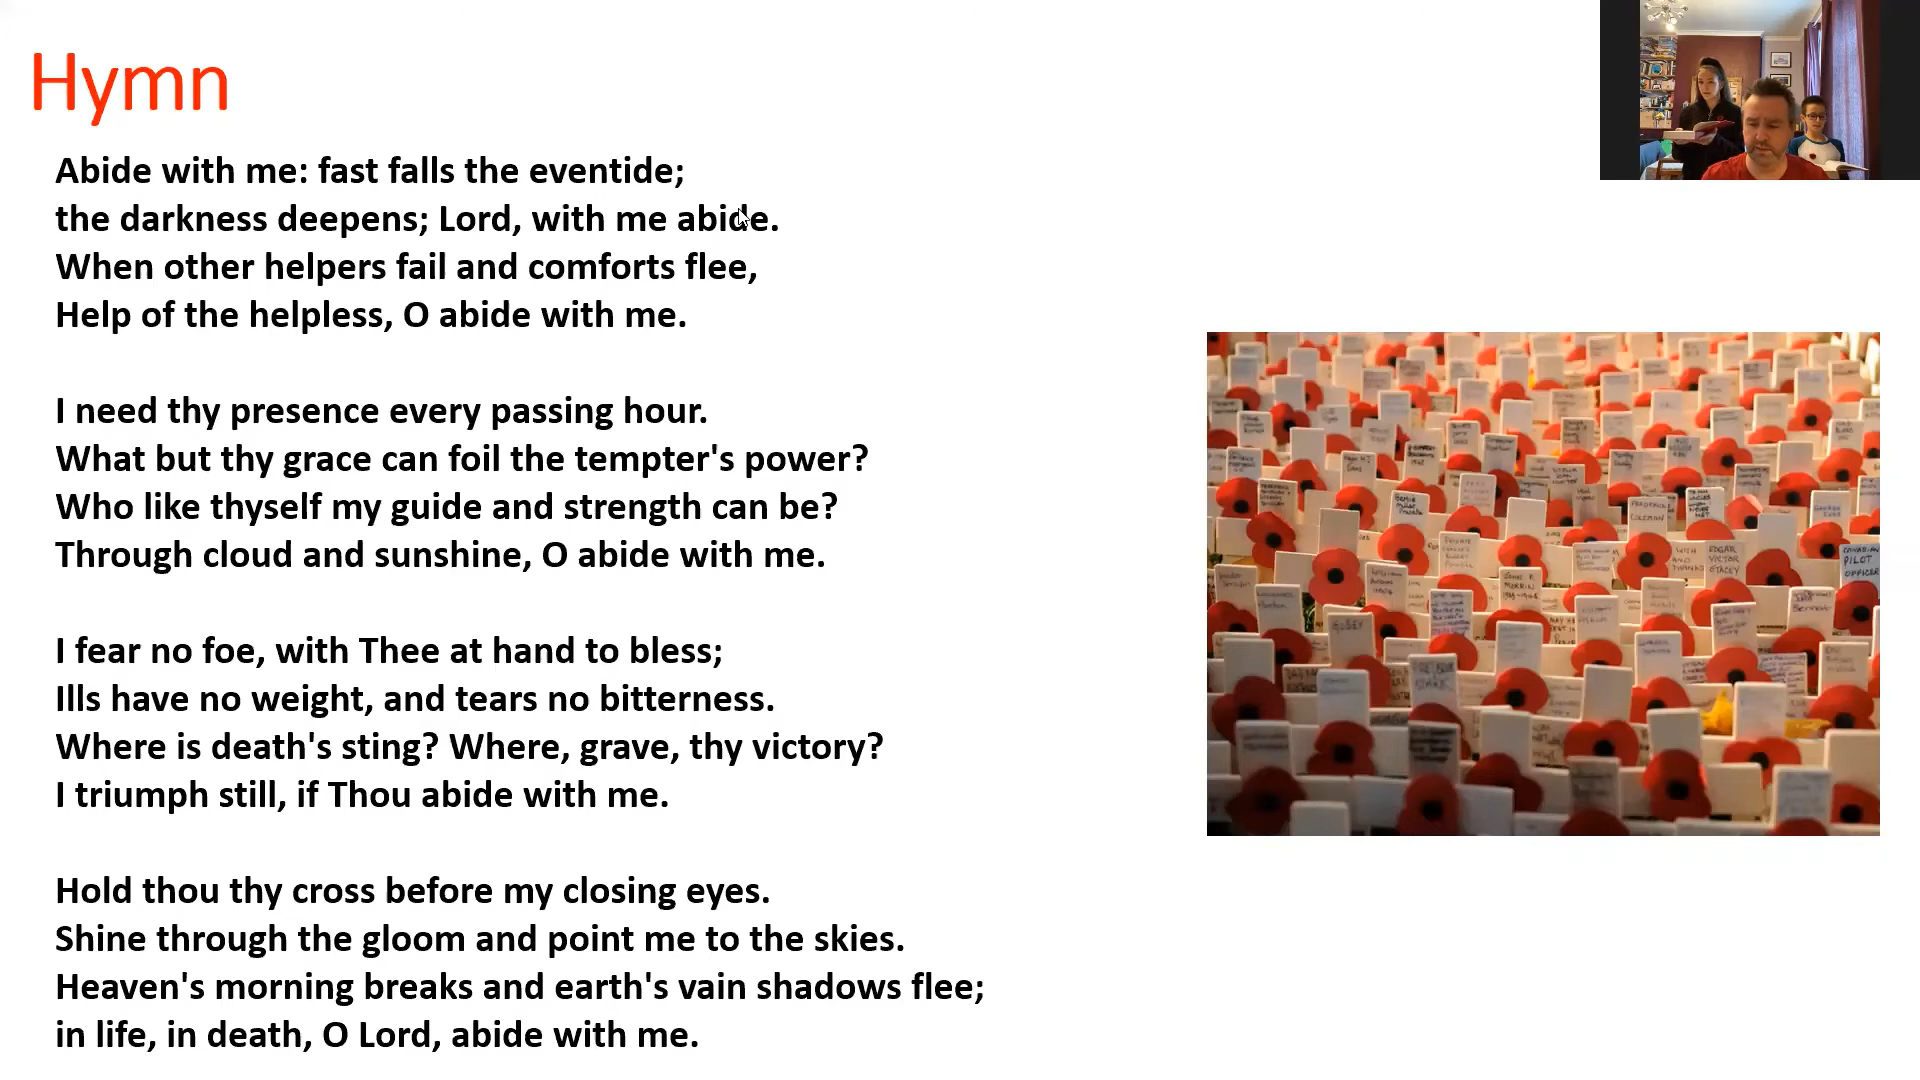 Hymn
Abide with me: fast falls the eventide;
the darkness deepens; Lord, with me abide.
When other helpers fail and comforts flee,
Help of the helpless, O abide with me.
I need thy presence every passing hour.
What but thy grace can foil the tempter's power?
Who like thyself my guide and strength can be?
Through cloud and sunshine, O abide with me.
I fear no foe, with Thee at hand to bless;
Ills have no weight, and tears no bitterness.
Where is death's sting? Where, grave, thy victory?
I triumph still, if Thou abide with me.
Hold thou thy cross before my closing eyes.
Shine through the gloom and point me to the skies.
Heaven's morning breaks and earth's vain shadows flee;
in life, in death, O Lord, abide with me.
EDGAR
VICTOR
STACEY
PILOT
OFFICER